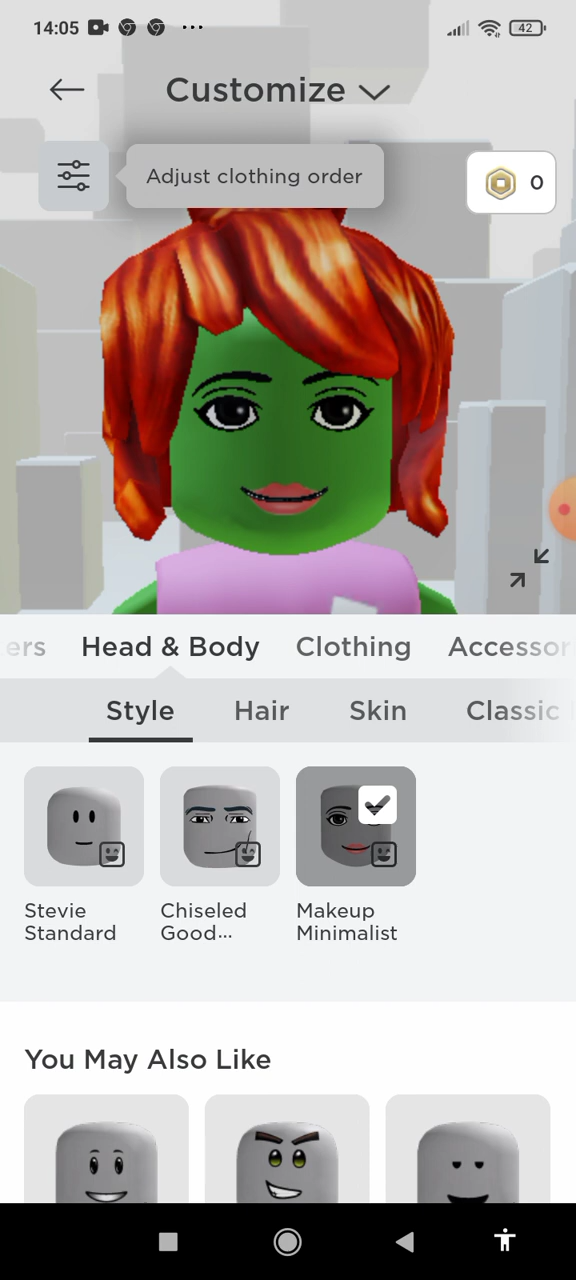 14:05
42
Customize
Adjust clothing order
0
ers Head & Body Clothing Accessor
Style Hair Skin Classic
Stevie Standard
Chiseled Good...
Makeup Minimalist
You May Also Like